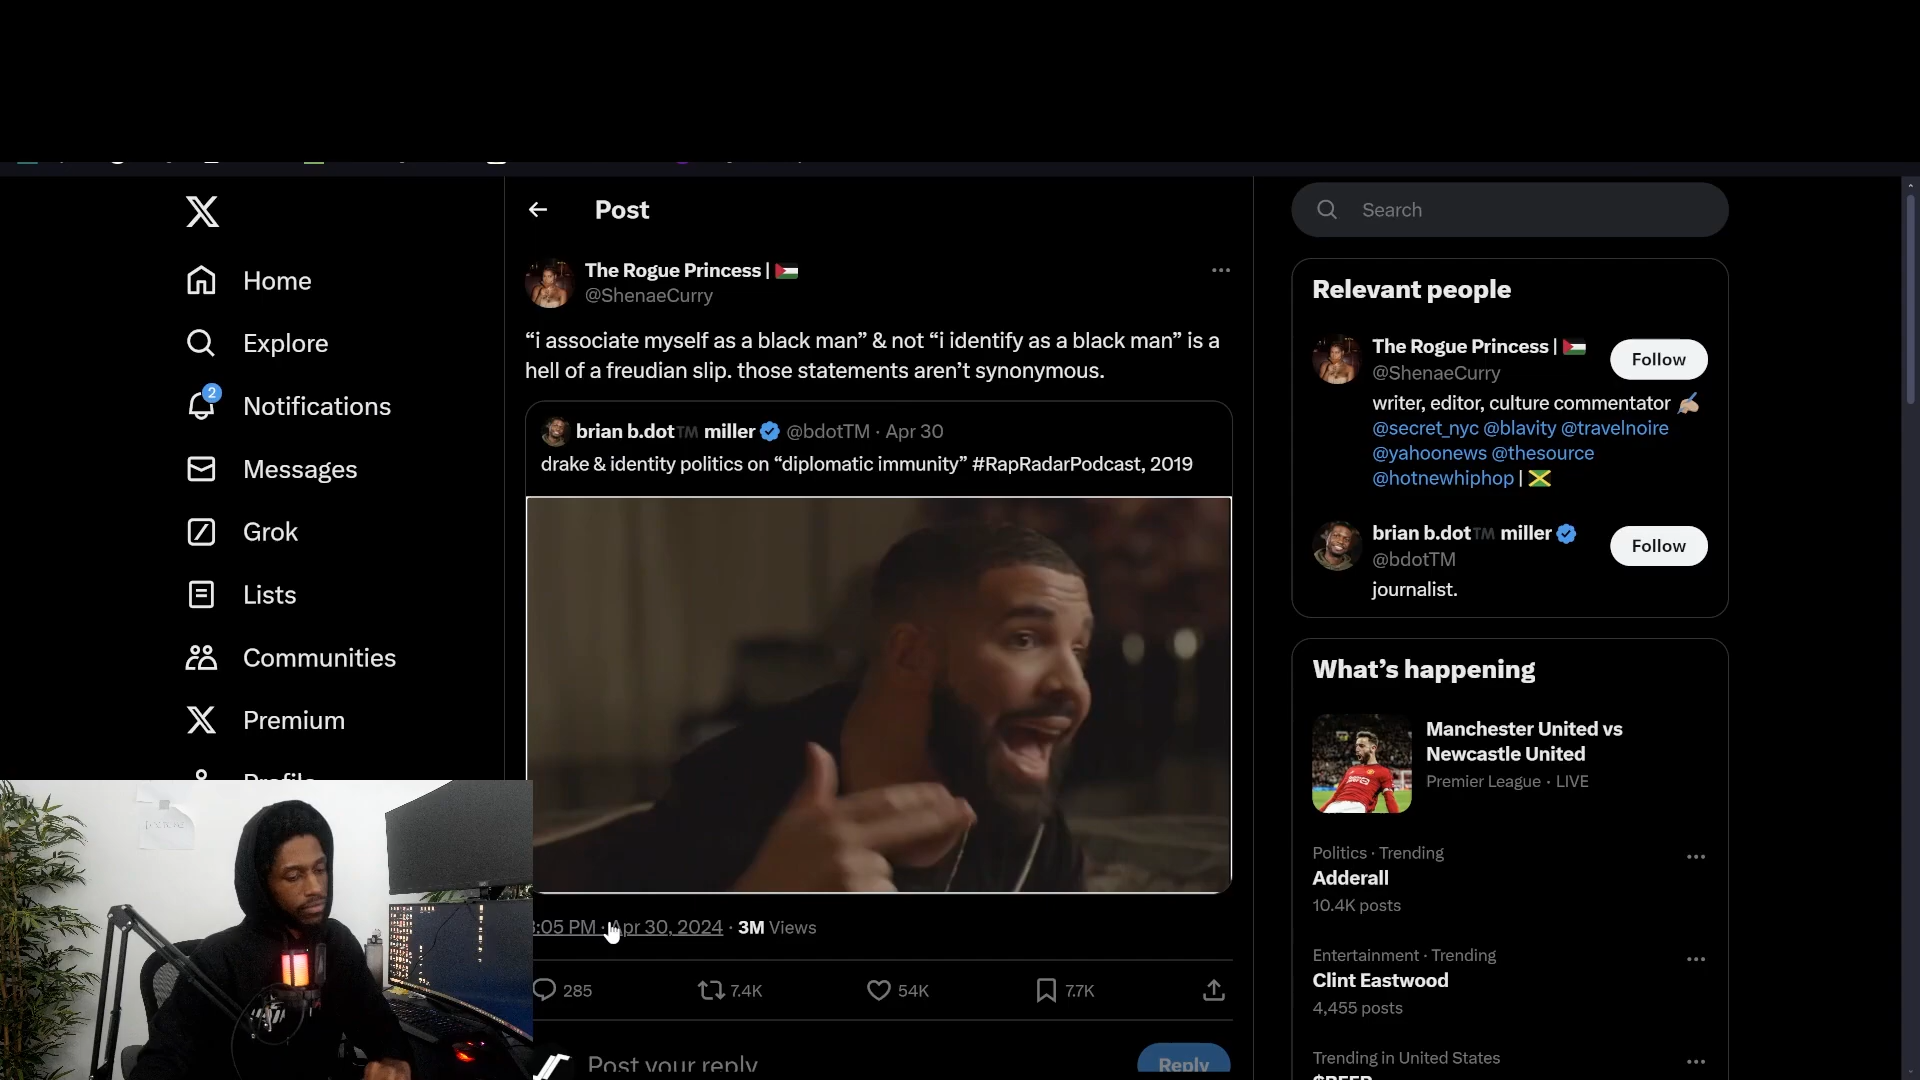 Post
Search
Home
Explore
2
Notifications
Messages
Grok
Lists
Communities
Premium
The Rogue Princess | 🇵🇸
@ShenaeCurry
“i associate myself as a black man” & not “i identify as a black man” is a
hell of a freudian slip. those statements aren’t synonymous.
brian b.dot™ miller @bdotTM · Apr 30
drake & identity politics on “diplomatic immunity” #RapRadarPodcast, 2019
:05 PM · Apr 30, 2024 · 3M Views
285
7.4K
54K
7.7K
Post your reply
Reply
Relevant people
The Rogue Princess | 🇵🇸
@ShenaeCurry
Follow
writer, editor, culture commentator ✍🏼
@secret_nyc @blavity @travelnoire
@yahoonews @thesource
@hotnewhiphop | 🇯🇲
brian b.dot™ miller
@bdotTM
Follow
journalist.
What’s happening
Manchester United vs
Newcastle United
Premier League · LIVE
Politics · Trending
Adderall
10.4K posts
Entertainment · Trending
Clint Eastwood
4,455 posts
Trending in United States